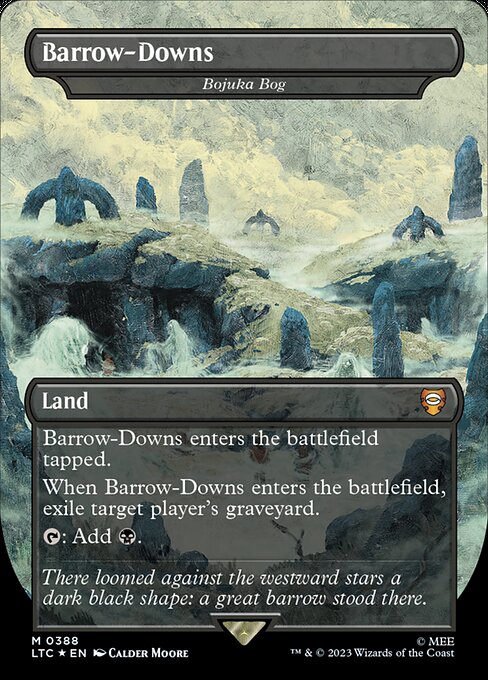 Barrow-Downs
Bojuka Bog
Land
Barrow-Downs enters the battlefield
tapped.
When Barrow-Downs enters the battlefield,
exile target player's graveyard.
: Add .
There loomed against the westward stars a
dark black shape: a great barrow stood there.
M 0388
LTC ★ EN Calder Moore
© MEE
™ & © 2023 Wizards of the Coast